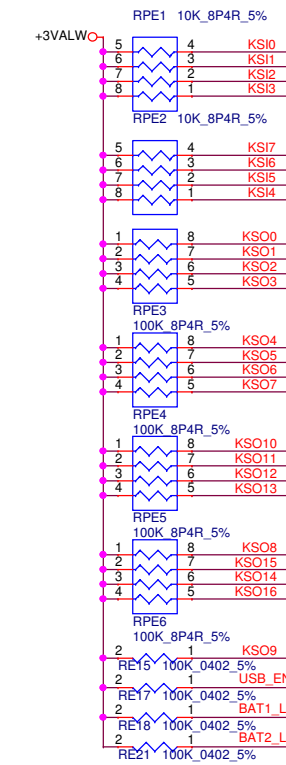 RPE1 10K_8P4R_5%
+3VALW
5 4 KSI0
6 3 KSI1
7 2 KSI2
8 1 KSI3
RPE2 10K_8P4R_5%
5 4 KSI7
6 3 KSI6
7 2 KSI5
8 1 KSI4
1 8 KSO0
2 7 KSO1
3 6 KSO2
4 5 KSO3
RPE3
100K_8P4R_5%
1 8 KSO4
2 7 KSO5
3 6 KSO6
4 5 KSO7
RPE4
100K_8P4R_5%
1 8 KSO10
2 7 KSO11
3 6 KSO12
4 5 KSO13
RPE5
100K_8P4R_5%
1 8 KSO8
2 7 KSO15
3 6 KSO14
4 5 KSO16
RPE6
100K_8P4R_5%
2 1 KSO9
RE15 100K_0402_5%
2 1 USB_EN
RE17 100K_0402_5%
2 1 BAT1_L
RE18 100K_0402_5%
2 1 BAT2_L
RE21 100K_0402_5%